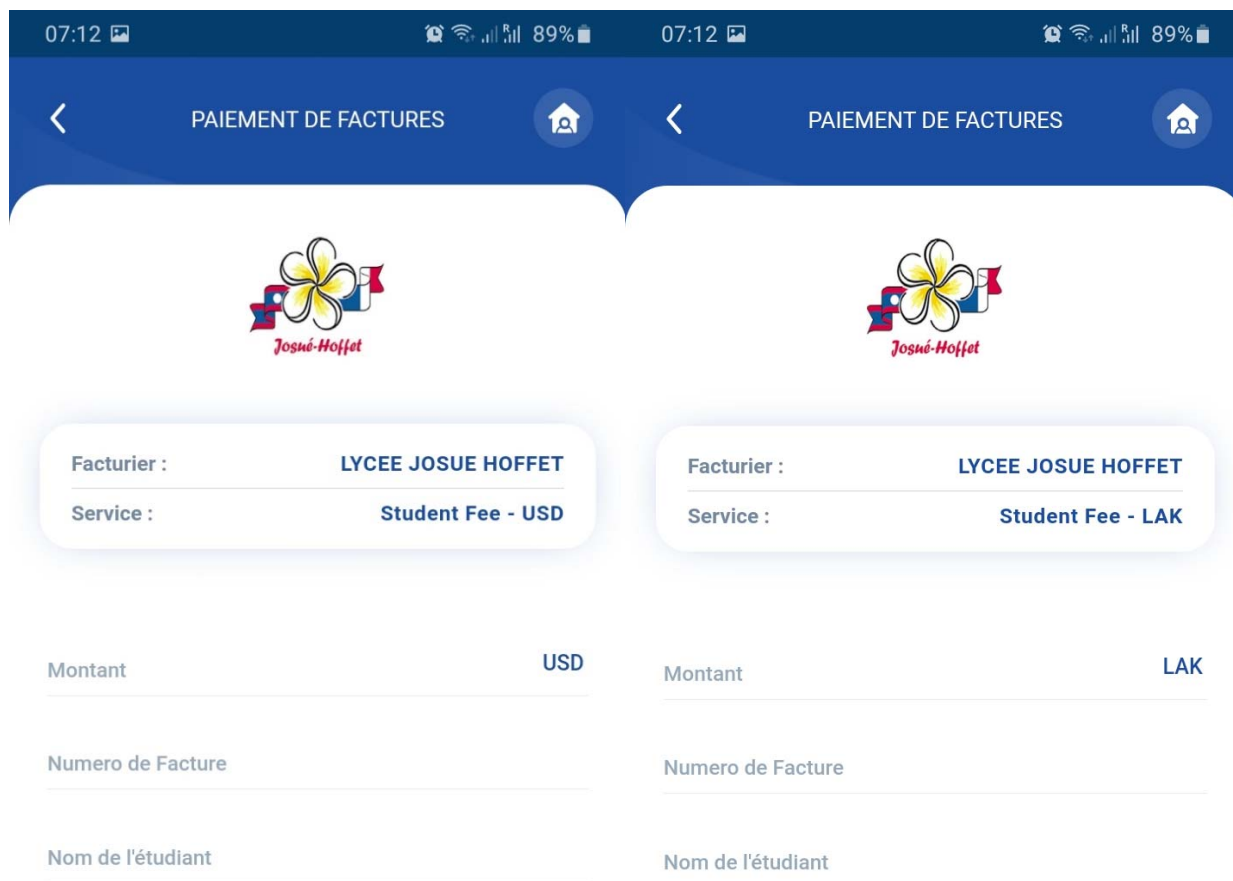 07:12 89%
PAIEMENT DE FACTURES
Josué-Hoffet
Facturier : LYCEE JOSUE HOFFET
Service : Student Fee - USD
Montant USD
Numero de Facture
Nom de l'étudiant
07:12 89%
PAIEMENT DE FACTURES
Josué-Hoffet
Facturier : LYCEE JOSUE HOFFET
Service : Student Fee - LAK
Montant LAK
Numero de Facture
Nom de l'étudiant